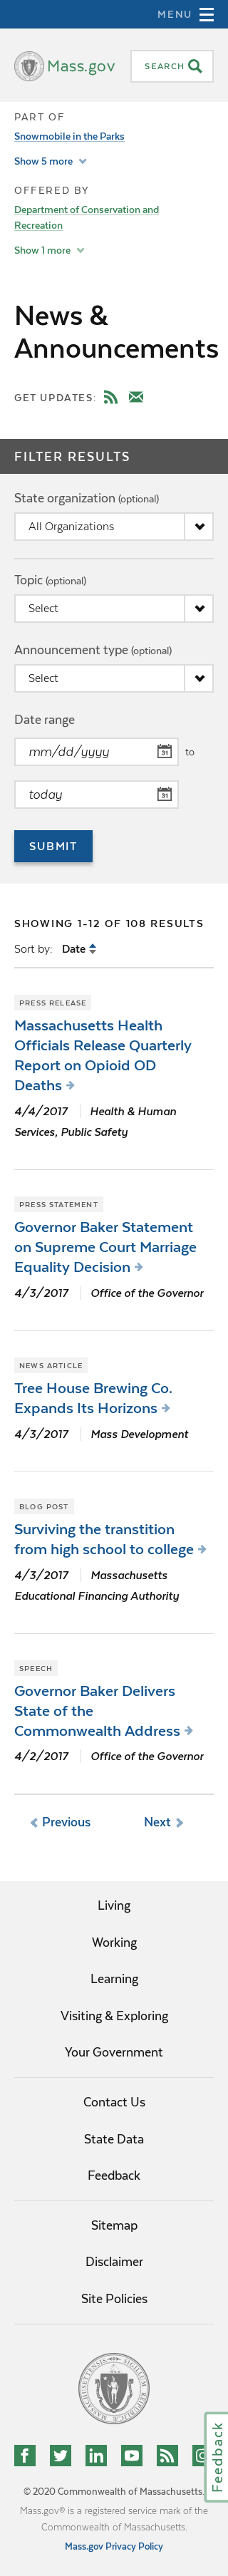 MENU
Mass.gov
SEARCH
PART OF
Snowmobile in the Parks
Show 5 more
OFFERED BY
Department of Conservation and
Recreation
Show 1 more
News &
Announcements
GET UPDATES:
FILTER RESULTS
State organization (optional)
All Organizations
Topic (optional)
Select
Announcement type (optional)
Select
Date range
mm/dd/yyyy
31
to
today
31
SUBMIT
SHOWING 1-12 OF 108 RESULTS
Sort by: Date
PRESS RELEASE
Massachusetts Health
Officials Release Quarterly
Report on Opioid OD
Deaths
4/4/2017 Health & Human
Services, Public Safety
PRESS STATEMENT
Governor Baker Statement
on Supreme Court Marriage
Equality Decision
4/3/2017 Office of the Governor
NEWS ARTICLE
Tree House Brewing Co.
Expands Its Horizons
4/3/2017 Mass Development
BLOG POST
Surviving the transtition
from high school to college
4/3/2017 Massachusetts
Educational Financing Authority
SPEECH
Governor Baker Delivers
State of the
Commonwealth Address
4/2/2017 Office of the Governor
Previous Next
Living
Working
Learning
Visiting & Exploring
Your Government
Contact Us
State Data
Feedback
Sitemap
Disclaimer
Site Policies
Feedback
© 2020 Commonwealth of Massachusetts.
Mass.gov® is a registered service mark of the
Commonwealth of Massachusetts.
Mass.gov Privacy Policy